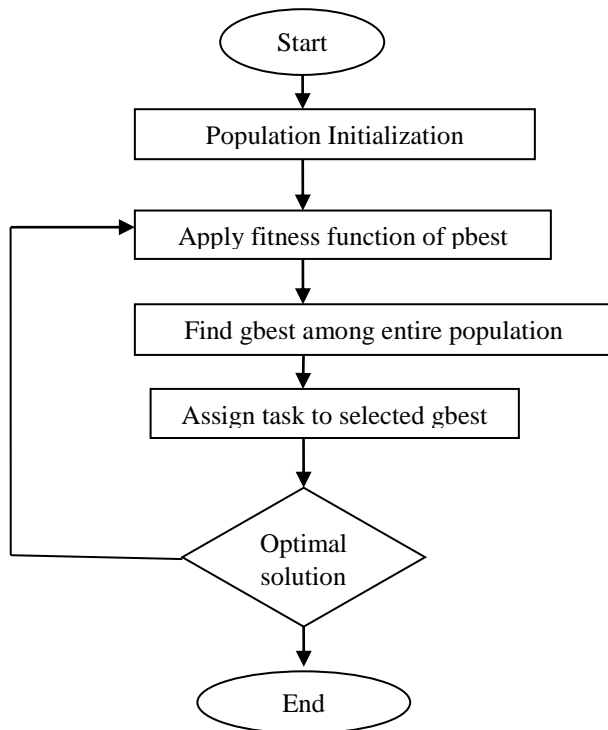 Start
Population Initialization
Apply fitness function of pbest
Find gbest among entire population
Assign task to selected gbest
Optimal
solution
End